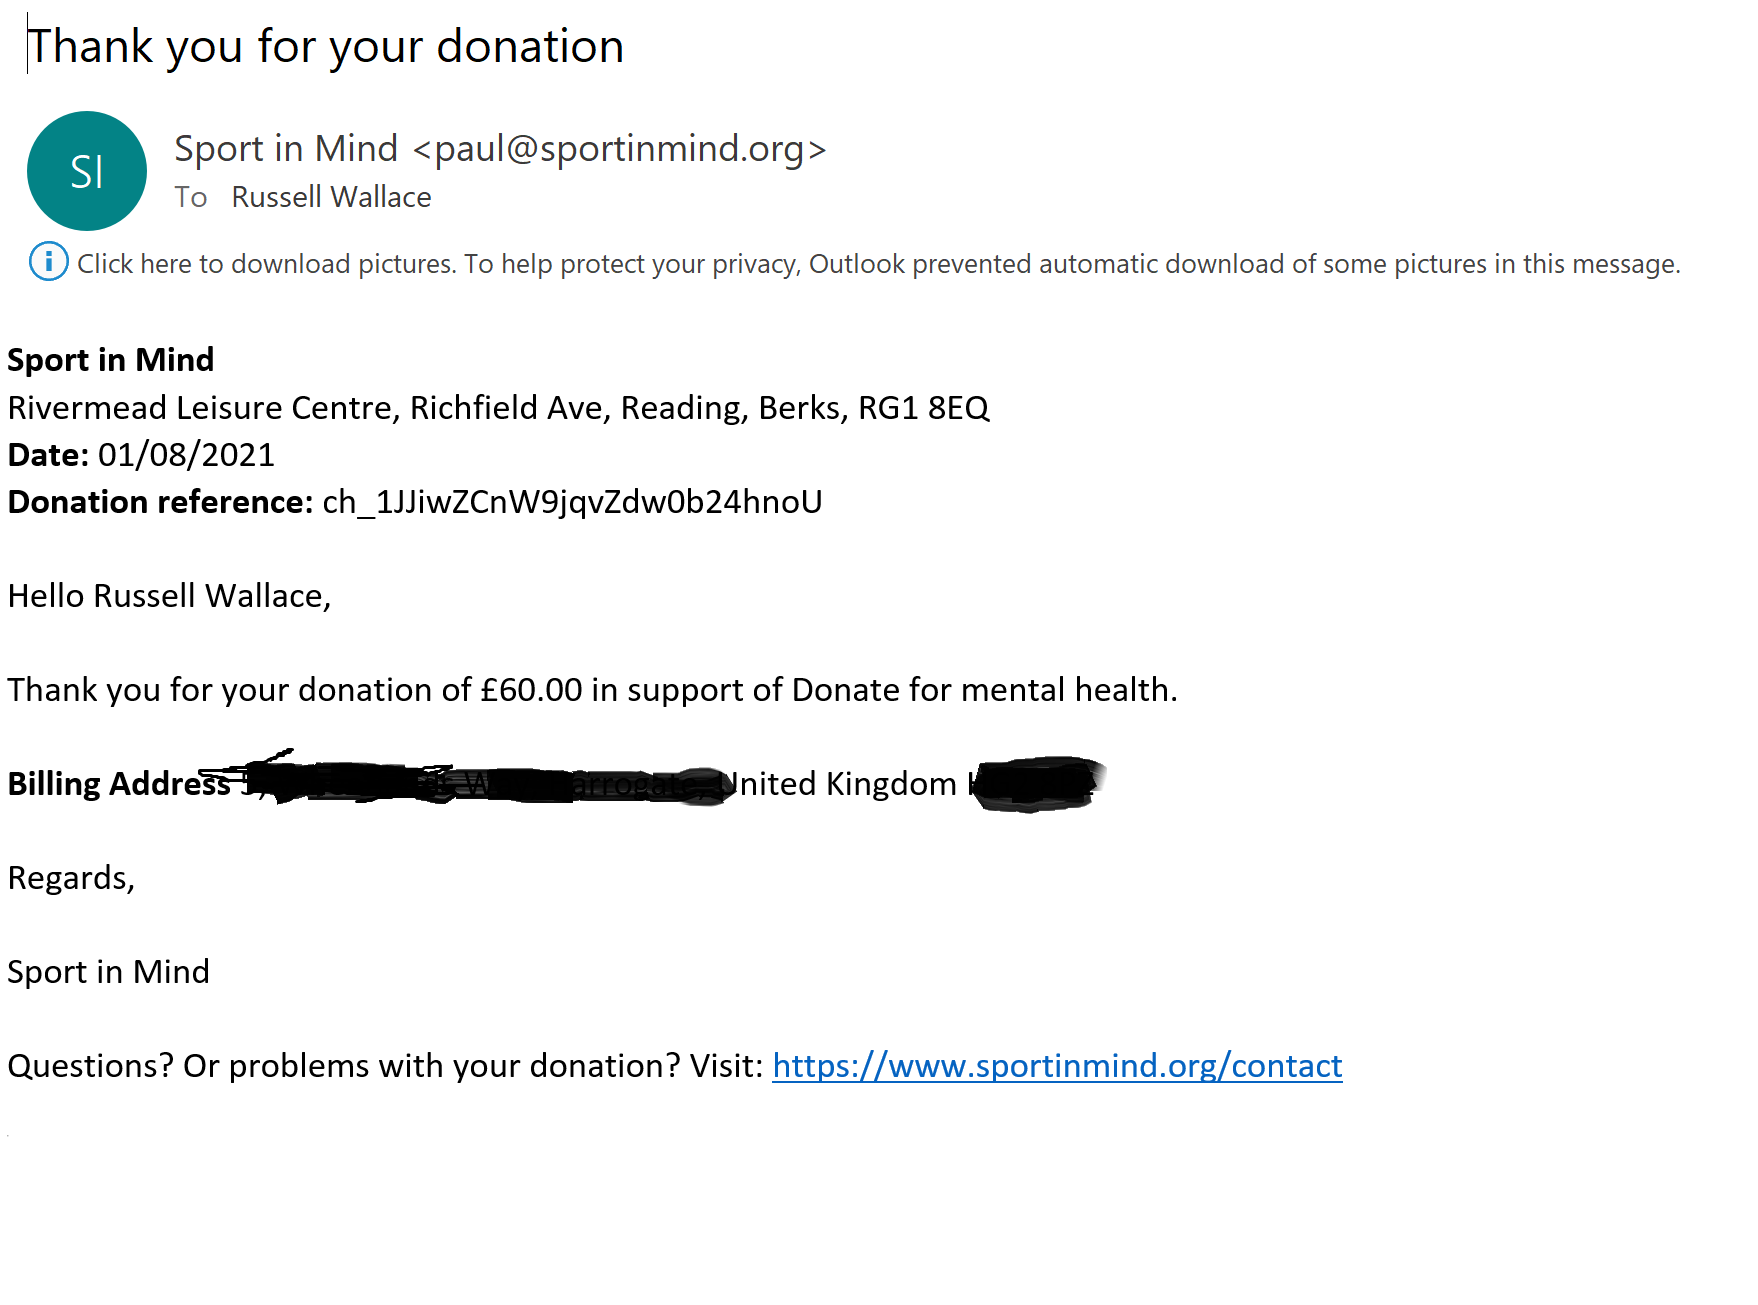 Thank you for your donation
SI
Sport in Mind <paul@sportinmind.org>
To Russell Wallace
Click here to download pictures. To help protect your privacy, Outlook prevented automatic download of some pictures in this message.
Sport in Mind
Rivermead Leisure Centre, Richfield Ave, Reading, Berks, RG1 8EQ
Date: 01/08/2021
Donation reference: ch_1JJiwZCnW9jqvZdw0b24hnoU
Hello Russell Wallace,
Thank you for your donation of £60.00 in support of Donate for mental health.
Billing Address United Kingdom
Regards,
Sport in Mind
Questions? Or problems with your donation? Visit: https://www.sportinmind.org/contact